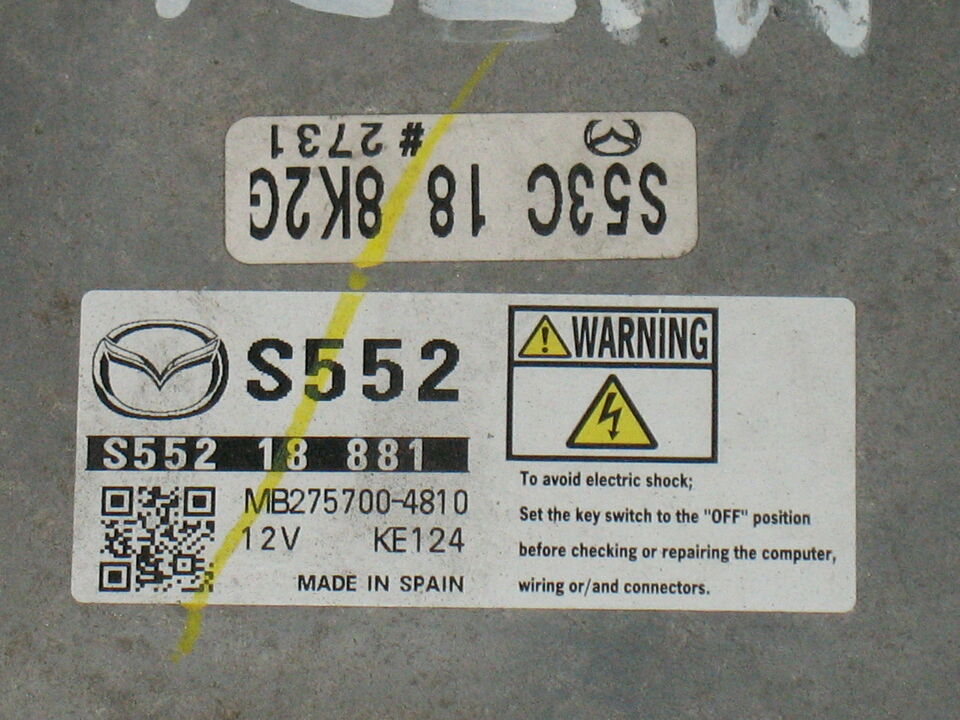 S53C 18 8K2G
# 2731
S552
S552 18 881
MB275700-4810
12V KE124
MADE IN SPAIN
WARNING
To avoid electric shock;
Set the key switch to the "OFF" position
before checking or repairing the computer,
wiring or/and connectors.